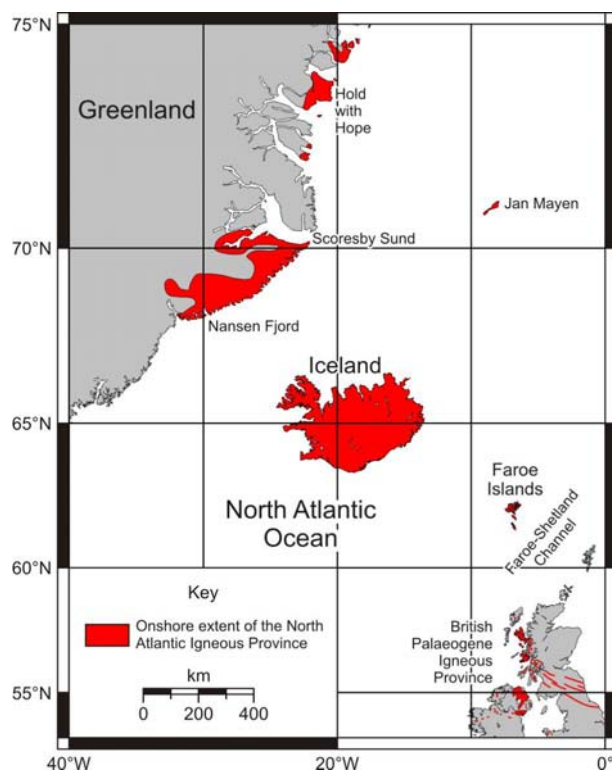 75°N
Greenland
Hold
with
Hope
Jan Mayen
Scoresby Sund
70°N
Nansen Fjord
Iceland
65°N
Faroe
Islands
North Atlantic
Ocean
Faroe-Shetland
Channel
60°N
Key
Onshore extent of the North
Atlantic Igneous Province
British
Palaeogene
Igneous
Province
km
55°N
0 200 400
40°W 20°W 0°